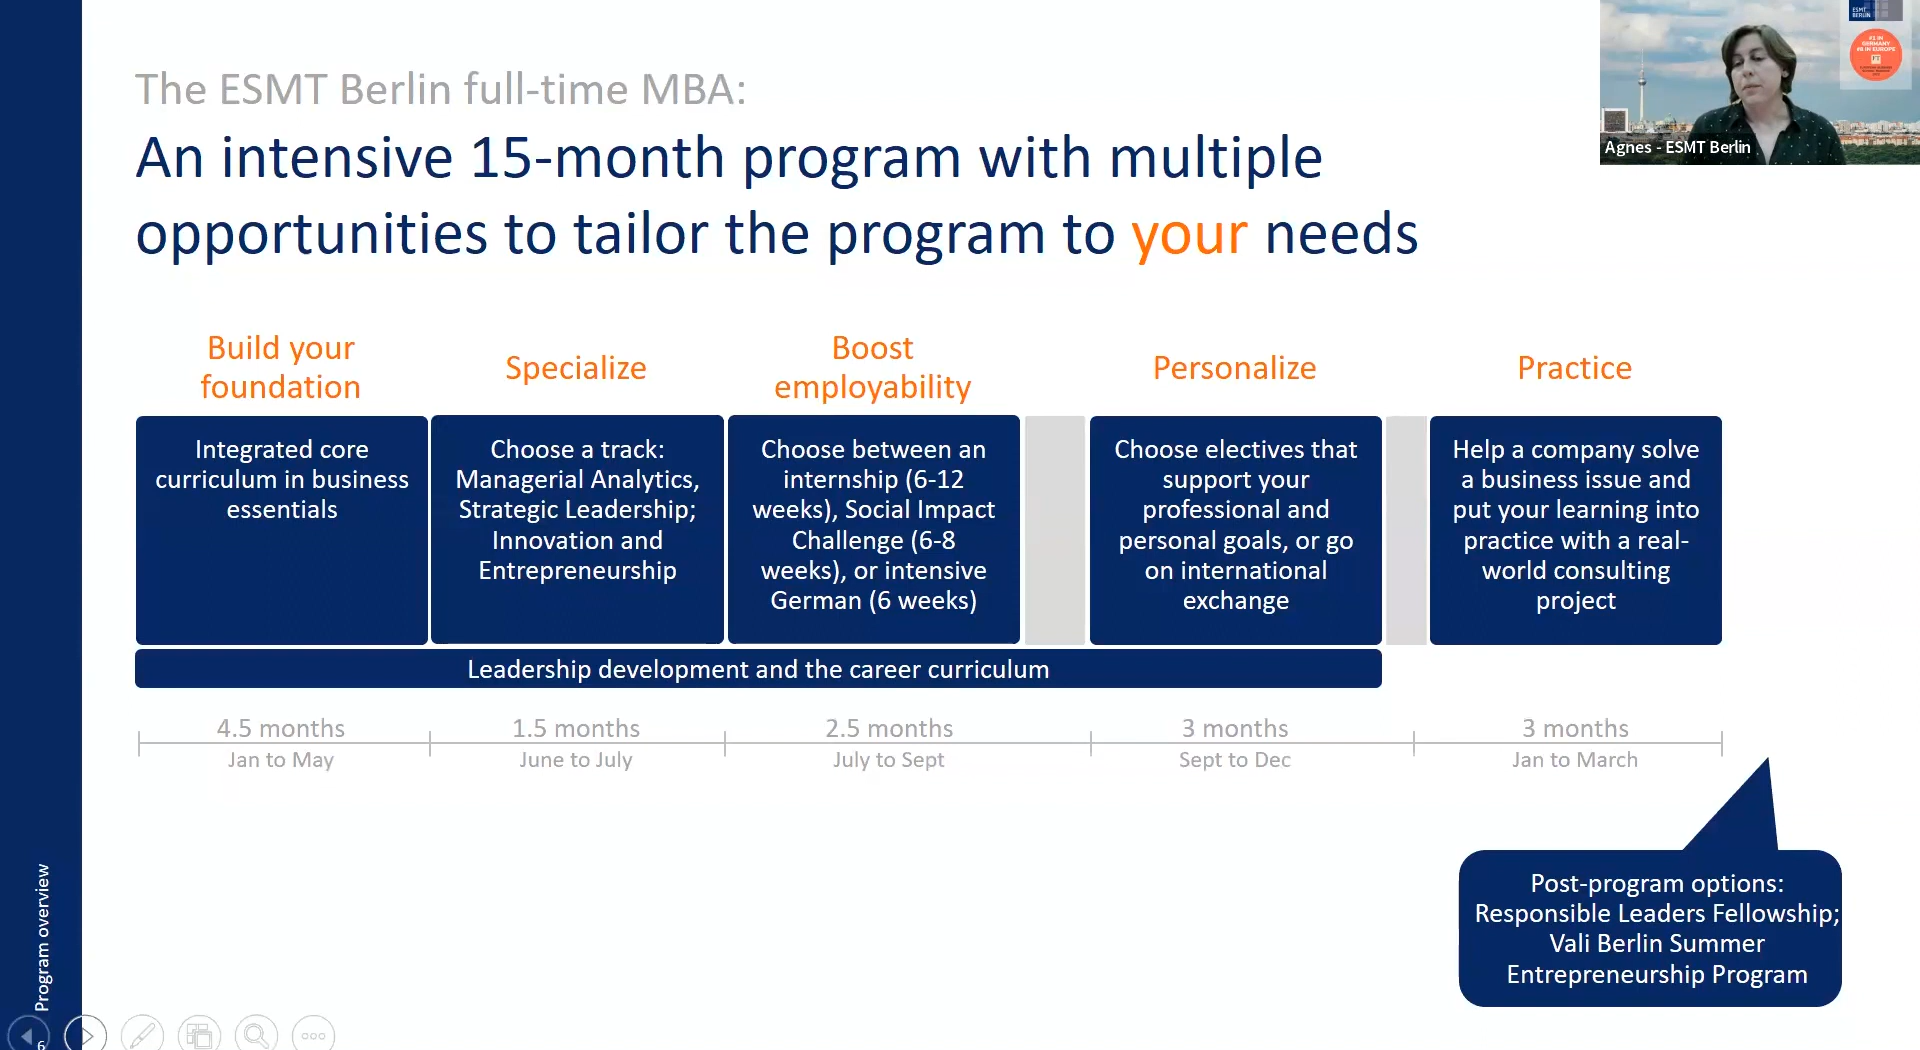 The ESMT Berlin full-time MBA:
An intensive 15-month program with multiple
opportunities to tailor the program to your needs
Agnes - ESMT Berlin
ESMT
BERLIN
#1 IN
GERMANY
Build your
foundation
Integrated core
curriculum in business
essentials
Specialize
Choose a track:
Managerial Analytics,
Strategic Leadership;
Innovation and
Entrepreneurship
Boost
employability
Choose between an
internship (6-12
weeks), Social Impact
Challenge (6-8
weeks), or intensive
German (6 weeks)
Personalize
Choose electives that
support your
professional and
personal goals, or go
on international
exchange
Practice
Help a company solve
a business issue and
put your learning into
practice with a real-
world consulting
project
Leadership development and the career curriculum
4.5 months
Jan to May
1.5 months
June to July
2.5 months
July to Sept
3 months
Sept to Dec
3 months
Jan to March
Post-program options:
Responsible Leaders Fellowship;
Vali Berlin Summer
Entrepreneurship Program
Program overview
6